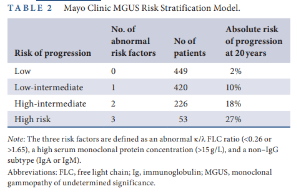 TABLE 2 Mayo Clinic MGUS Risk Stratification Model.
Risk of progression No. of abnormal risk factors No of patients Absolute risk of progression at 20 years
Low 0 449 2%
Low-intermediate 1 420 10%
High-intermediate 2 226 18%
High risk 3 53 27%
Note: The three risk factors are defined as an abnormal κ/λ, FLC ratio (<0.26 or
>1.65), a high serum monoclonal protein concentration (>15 g/L), and a non–IgG
subtype (IgA or IgM).
Abbreviations: FLC, free light chain; Ig, immunoglobulin; MGUS, monoclonal
gammopathy of undetermined significance.